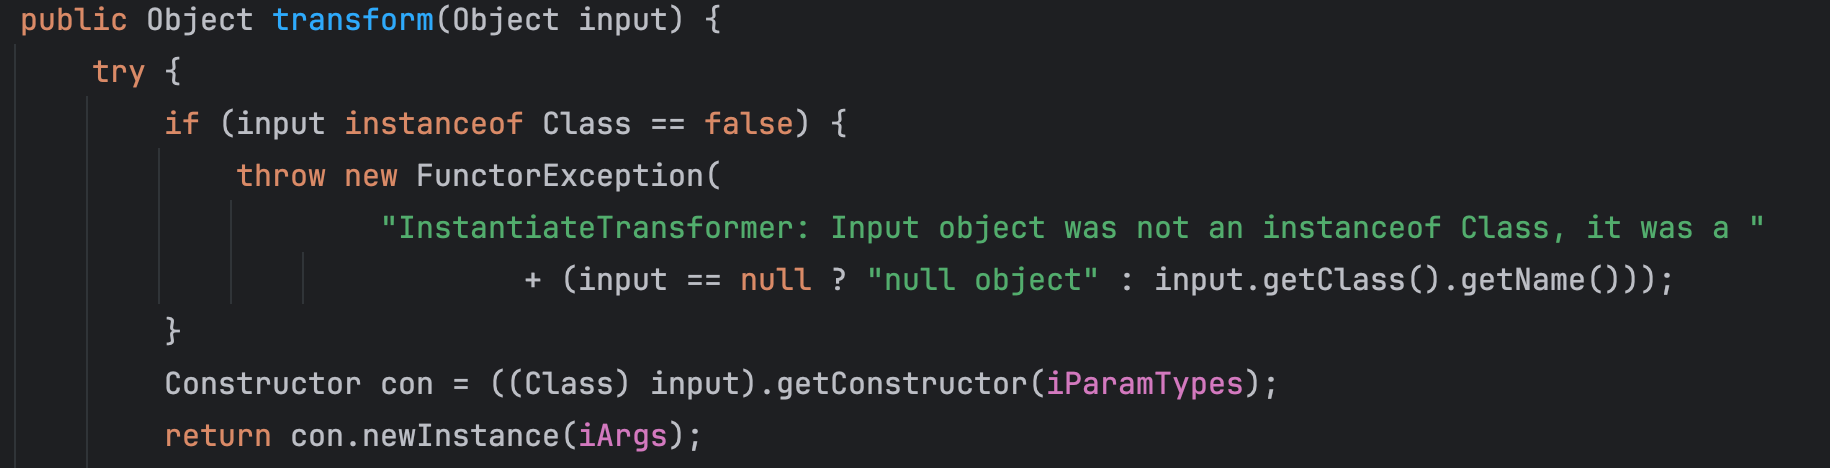 public Object transform(Object input) {
try {
if (input instanceof Class == false) {
throw new FunctorException(
"InstantiateTransformer: Input object was not an instanceof Class, it was a "
+ (input == null ? "null object" : input.getClass().getName()));
}
Constructor con = ((Class) input).getConstructor(iParamTypes);
return con.newInstance(iArgs);